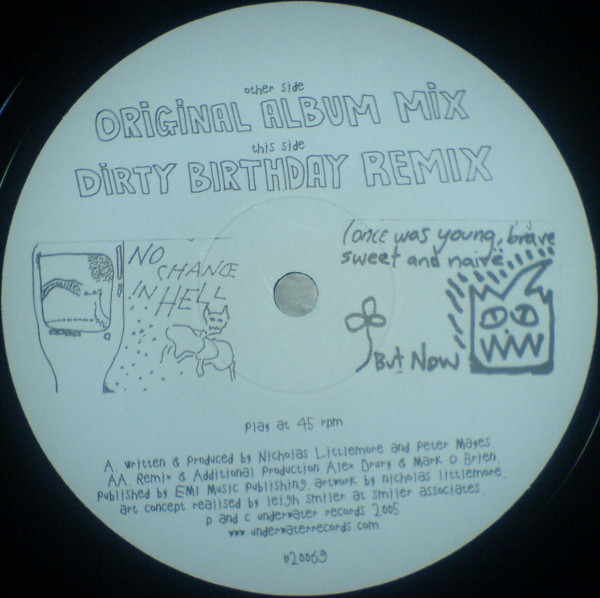 other side
ORiGiNAL ALBUM MiX
this side
DiRTY BiRTHDAY REMiX
NO CHANCE IN HELL
I once was young, brave
sweet and naive
But Now
play at 45 rpm.
A. written & produced by Nicholas Littlemore and Peter Mayes.
AA. Remix & Additional Production Alex Drury & Mark O Brien.
Published by EMI Music Publishing. artwork by nicholas littlemore.
art concept realised by leigh smiler at smiler associates.
p and c underwater records 2005
www.underwaterrecords.com